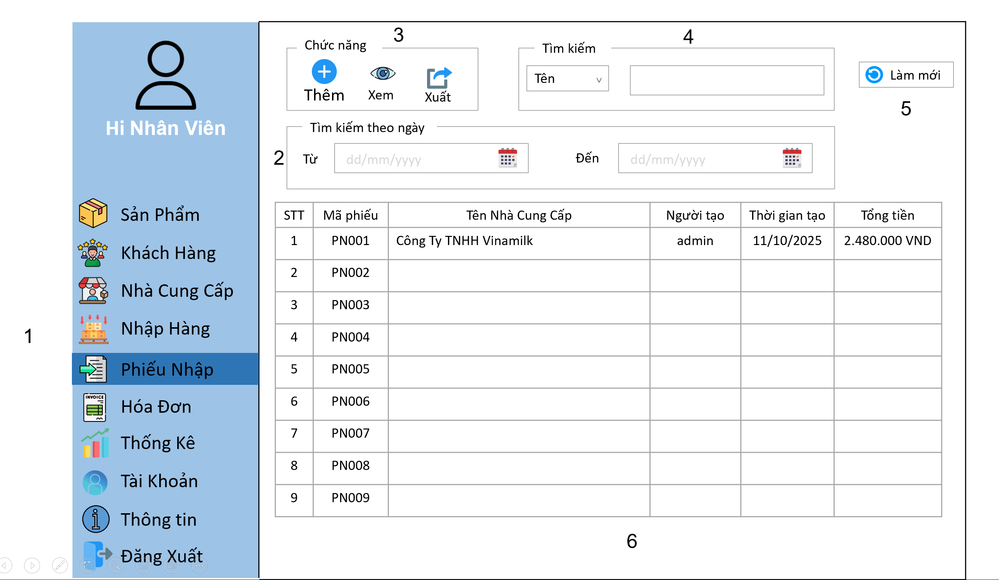 3
4
Chức năng
Tìm kiếm
Thêm
Xem
Xuất
Tên
Làm mới
5
Hi Nhân Viên
Tìm kiếm theo ngày
2
Từ
dd/mm/yyyy
Đến
dd/mm/yyyy
1
Sản Phẩm
Khách Hàng
Nhà Cung Cấp
Nhập Hàng
Phiếu Nhập
INVOICE
Hóa Đơn
Thống Kê
Tài Khoản
Thông tin
Đăng Xuất
STT Mã phiếu Tên Nhà Cung Cấp Người tạo Thời gian tạo Tổng tiền
1 PN001 Công Ty TNHH Vinamilk admin 11/10/2025 2.480.000 VND
2 PN002
3 PN003
4 PN004
5 PN005
6 PN006
7 PN007
8 PN008
9 PN009
6